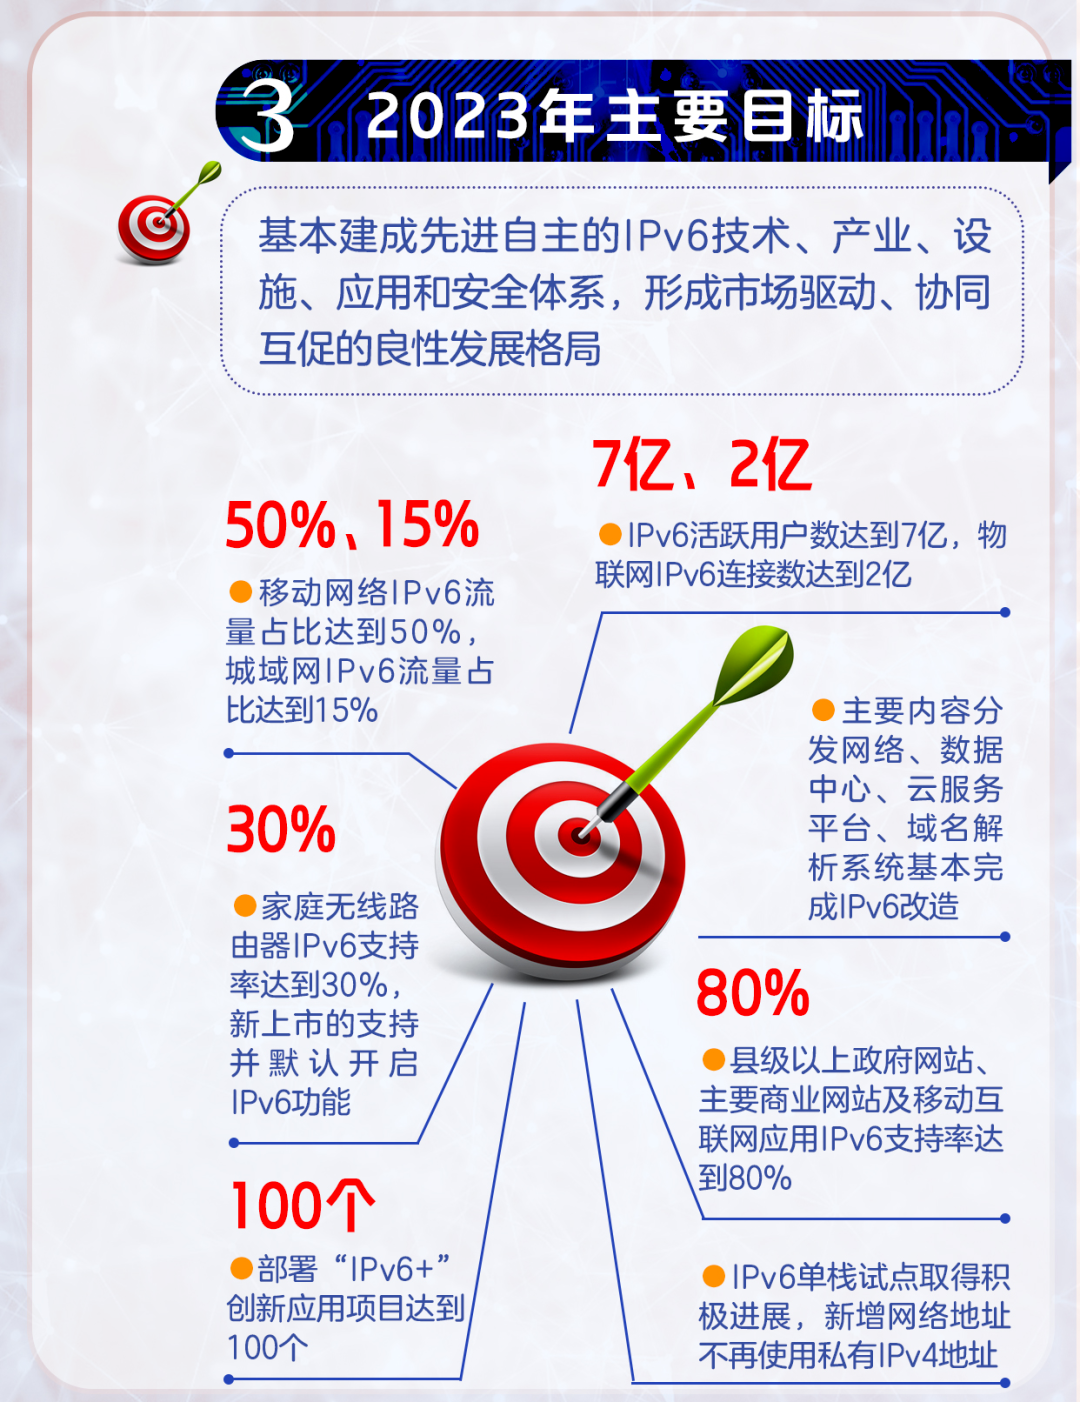 3 2023年主要目标
基本建成先进自主的IPv6技术、产业、设
施、应用和安全体系，形成市场驱动、协同
互促的良性发展格局
7亿、2亿
●IPv6活跃用户数达到7亿，物
联网IPv6连接数达到2亿
50%、15%
●移动网络IPv6流
量占比达到50%，
城域网IPv6流量占
比达到15%
●主要内容分
发网络、数据
中心、云服务
平台、域名解
析系统基本完
成IPv6改造
30%
●家庭无线路
由器IPv6支持
率达到30%，
新上市的支持
并默认开启
IPv6功能
80%
●县级以上政府网站、
主要商业网站及移动互
联网应用IPv6支持率达
到80%
100个
●部署“IPv6+”
创新应用项目达到
100个
●IPv6单栈试点取得积
极进展，新增网络地址
不再使用私有IPv4地址